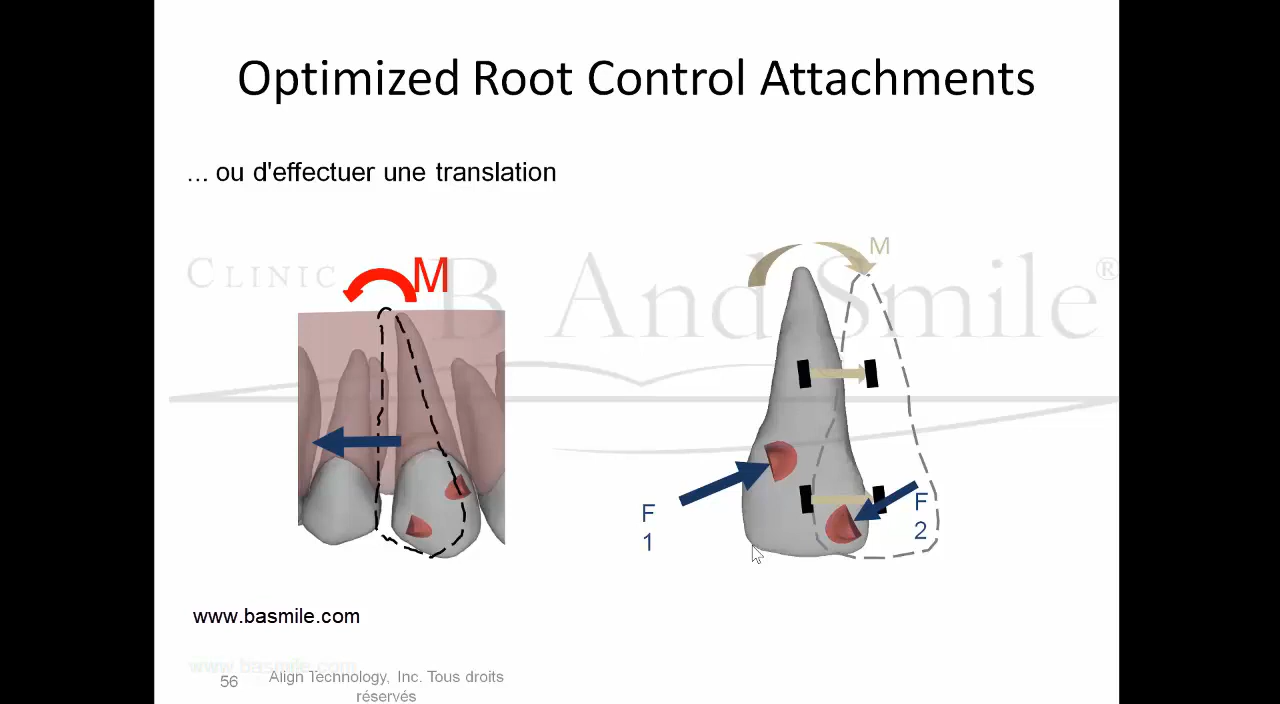 Optimized Root Control Attachments
... ou d'effectuer une translation
M
M
CLINIC B And Smile ®
F
1
F
2
www.basmile.com
www.basmile.com
56
Align Technology, Inc. Tous droits
réservés